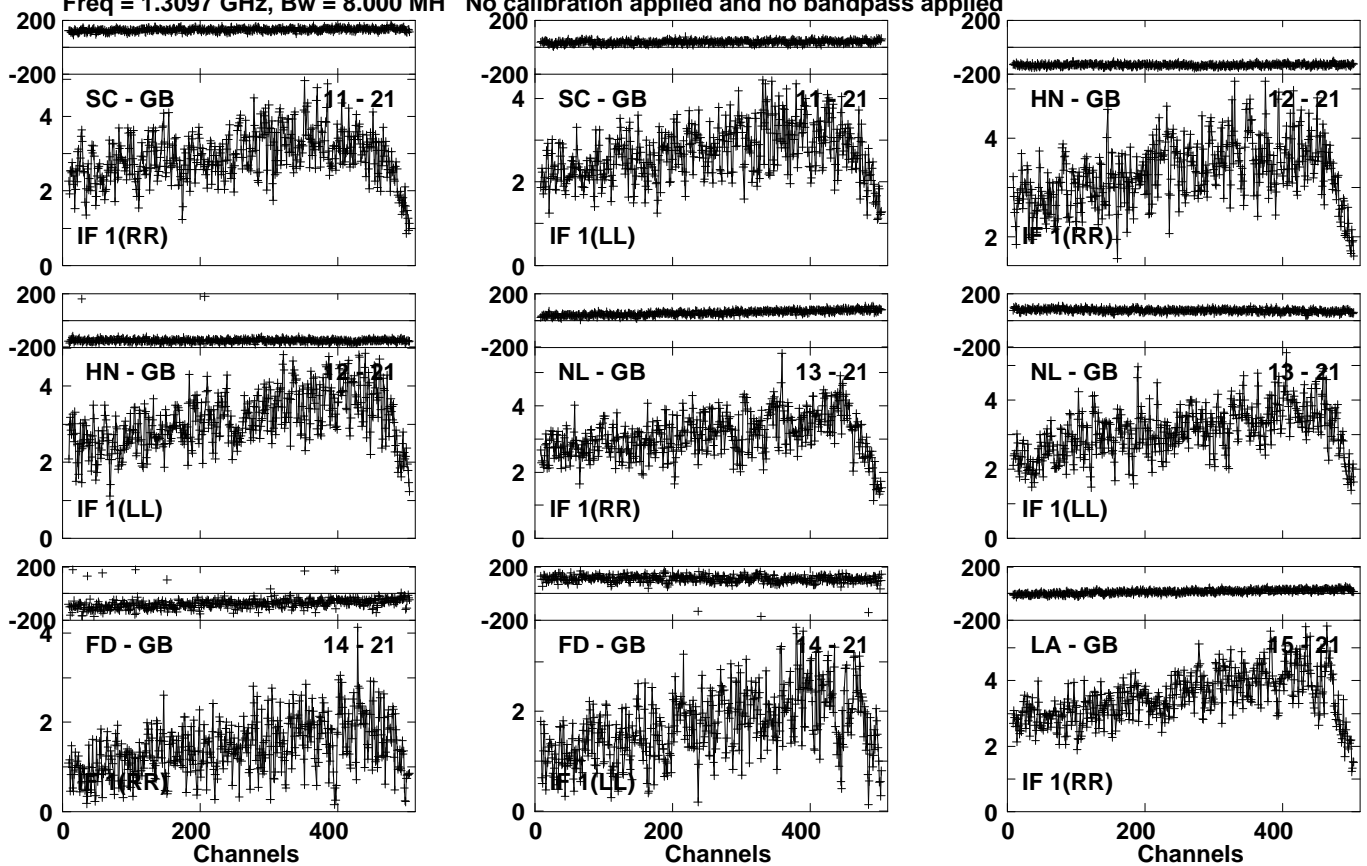 Freq = 1.3097 GHz, Bw = 8.000 MH No calibration applied and no bandpass applied
200 200 200
-200 -200
SC - GB 11 - 21 SC - GB 11 - 21 HN - GB 12 - 21
4 4 4
2 2 2
IF 1(RR) IF 1(LL) IF 1(RR)
0 0
200 200 200
-200 -200 -200
HN - GB 12 - 21 NL - GB 13 - 21 NL - GB 13 - 21
4 4 4
2 2 2
IF 1(LL) IF 1(RR) IF 1(LL)
0 0 0
200 200 200
-200 -200 -200
4
FD - GB 14 - 21 FD - GB 14 - 21 LA - GB 15 - 21
4
2 2 2
IF 1(RR) IF 1(LL) IF 1(RR)
0 0 0
0 200 400 0 200 400 0 200 400
Channels Channels Channels